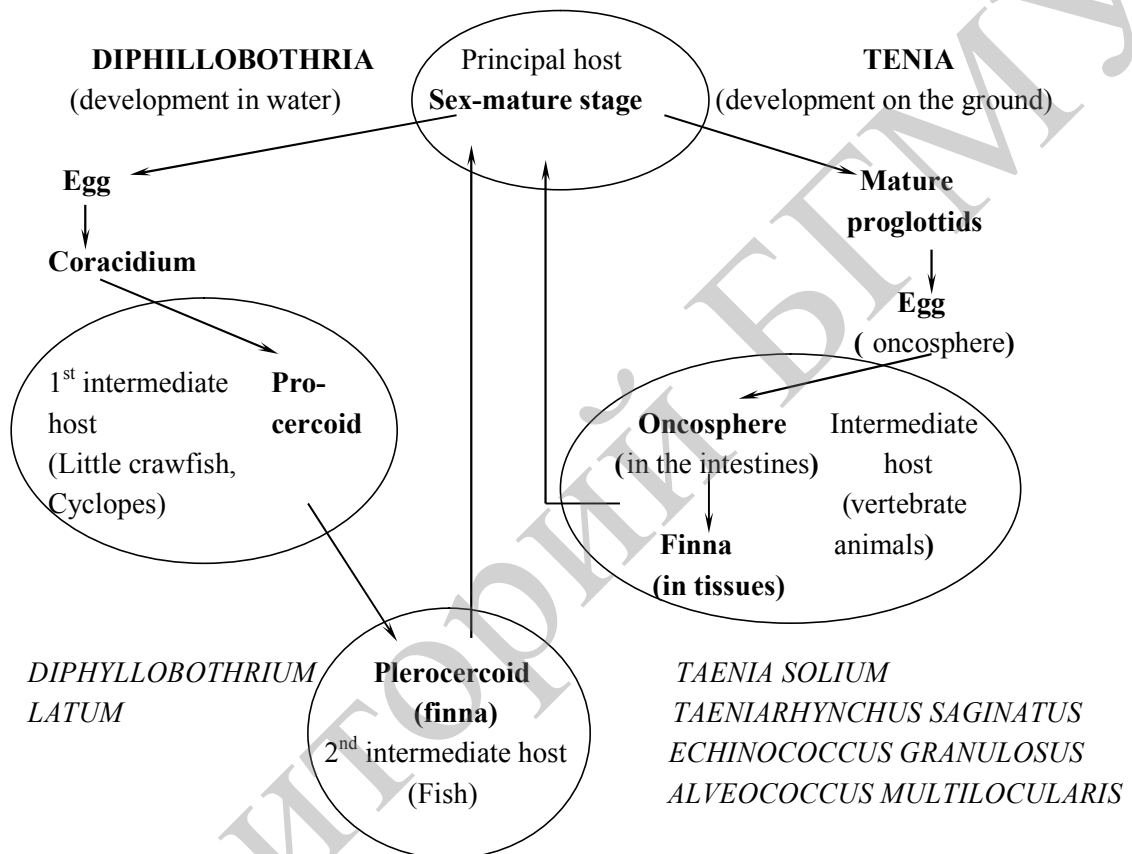 DIPHILLOBOTHRIA
(development in water)
Principal host
Sex-mature stage
TENIA
(development on the ground)
Egg
Coracidium
1st intermediate
host
(Little crawfish,
Cyclopes)
Pro-
cercoid
Plerocercoid
(finna)
2nd intermediate host
(Fish)
DIPHYLLOBOTHRIUM
LATUM
Mature
proglottids
Egg
( oncosphere)
Oncosphere
(in the intestines)
Finna
(in tissues)
Intermediate
host
(vertebrate
animals)
TAENIA SOLIUM
TAENIARHYNCHUS SAGINATUS
ECHINOCOCCUS GRANULOSUS
ALVEOCOCCUS MULTILOCULARIS
иторий БГМУ